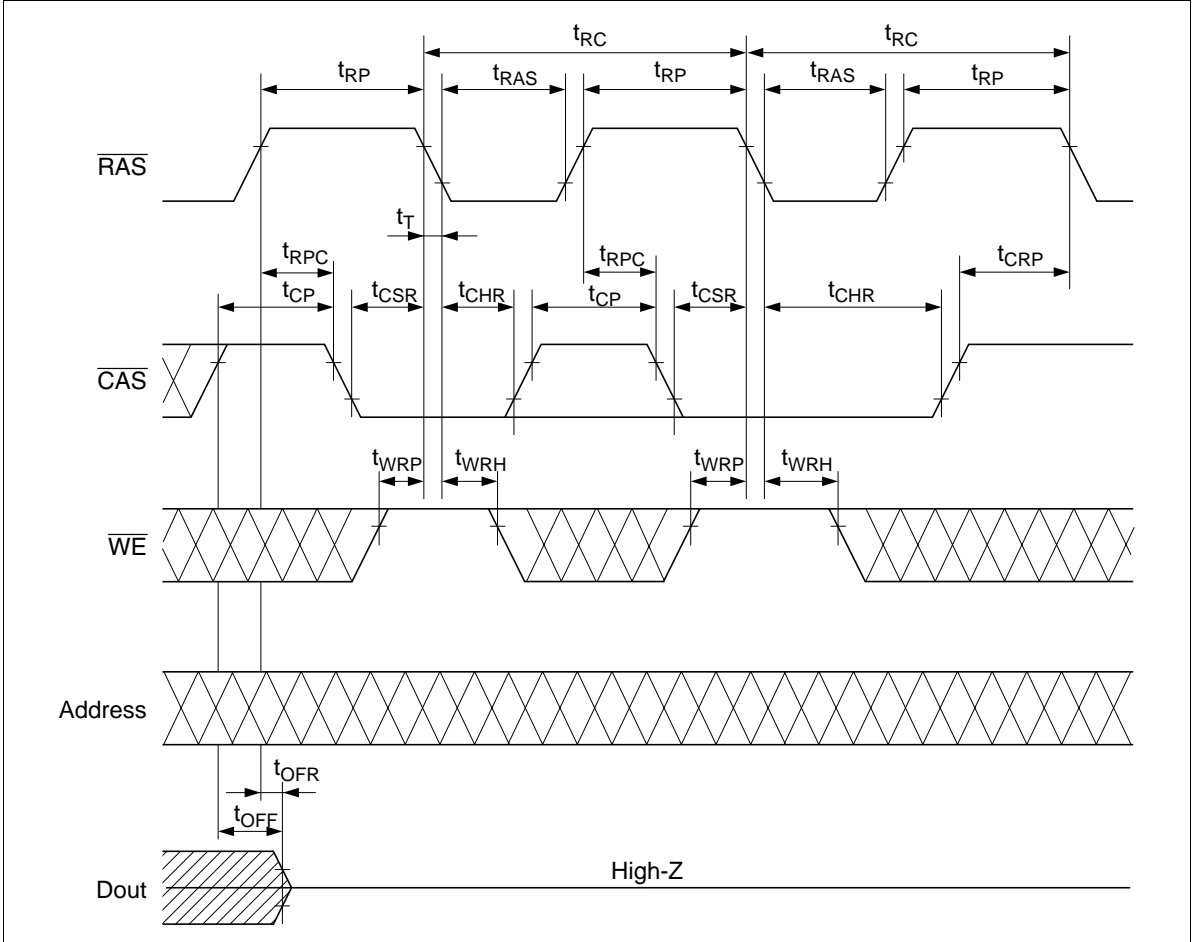 tRC tRC
tRP tRAS tRP tRAS tRP
RAS
tT
tRPC tRPC tCRP
tCP tCSR tCHR tCP tCSR tCHR
CAS
tWRP tWRH tWRP tWRH
WE
Address
tOFR
tOFF
High-Z
Dout